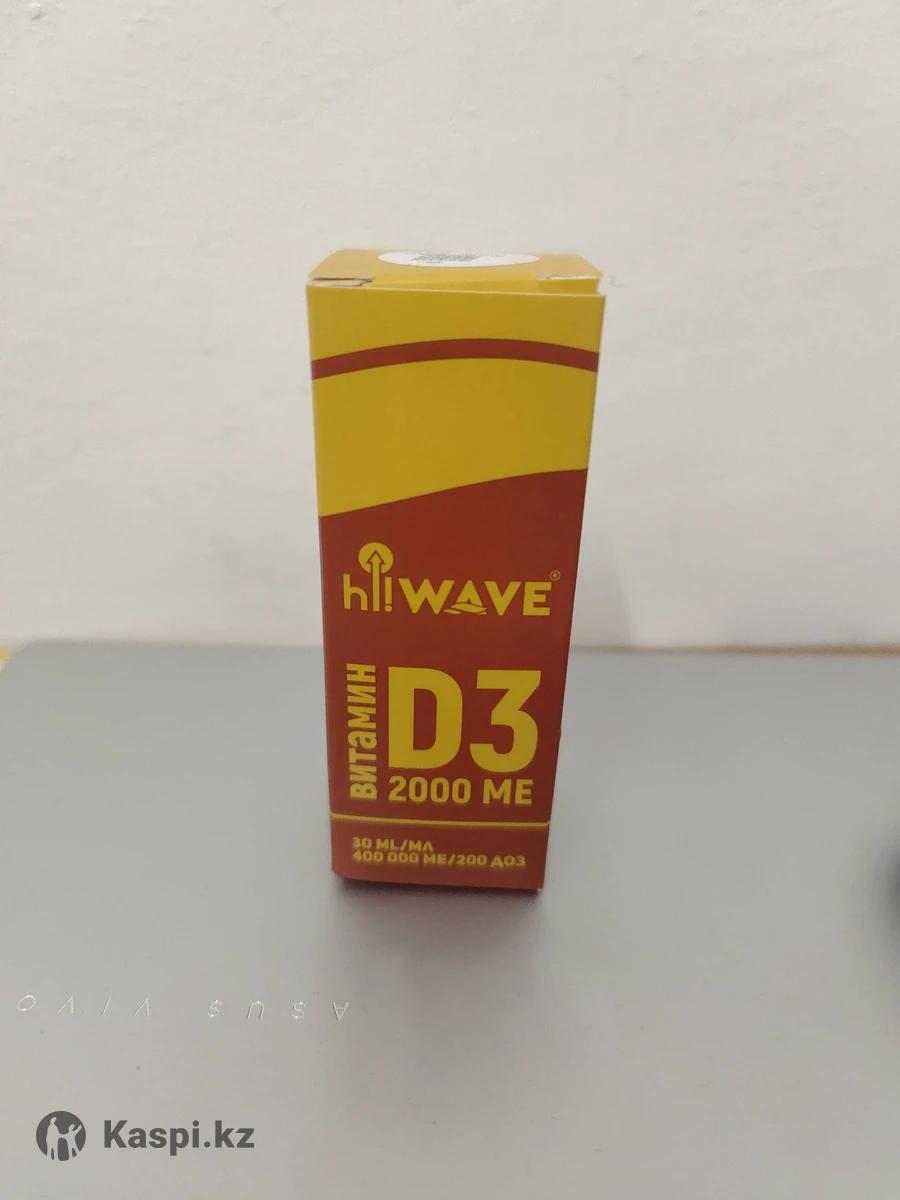 hi!WAVE®
ВИТАМИН
D3
2000 МЕ
30 ML/МЛ
400 000 МЕ/200 ДОЗ
ASUS VIVO
Kaspi.kz